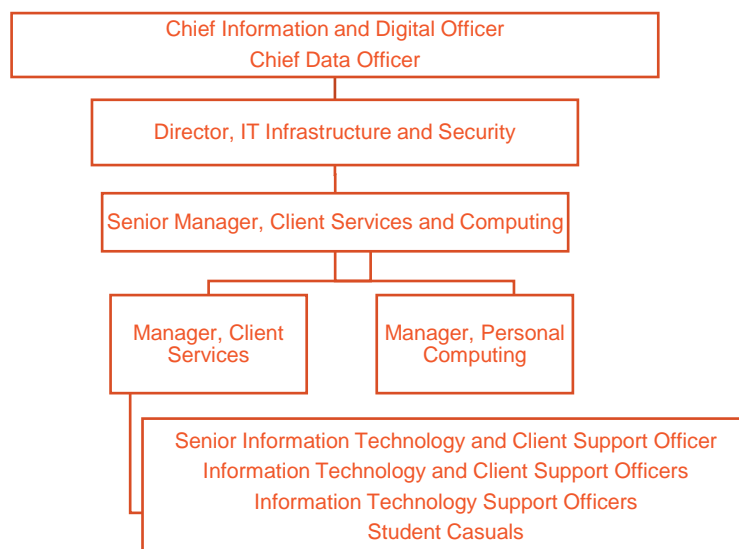 Chief Information and Digital Officer
Chief Data Officer
Director, IT Infrastructure and Security
Senior Manager, Client Services and Computing
Manager, Client
Services
Manager, Personal
Computing
Senior Information Technology and Client Support Officer
Information Technology and Client Support Officers
Information Technology Support Officers
Student Casuals